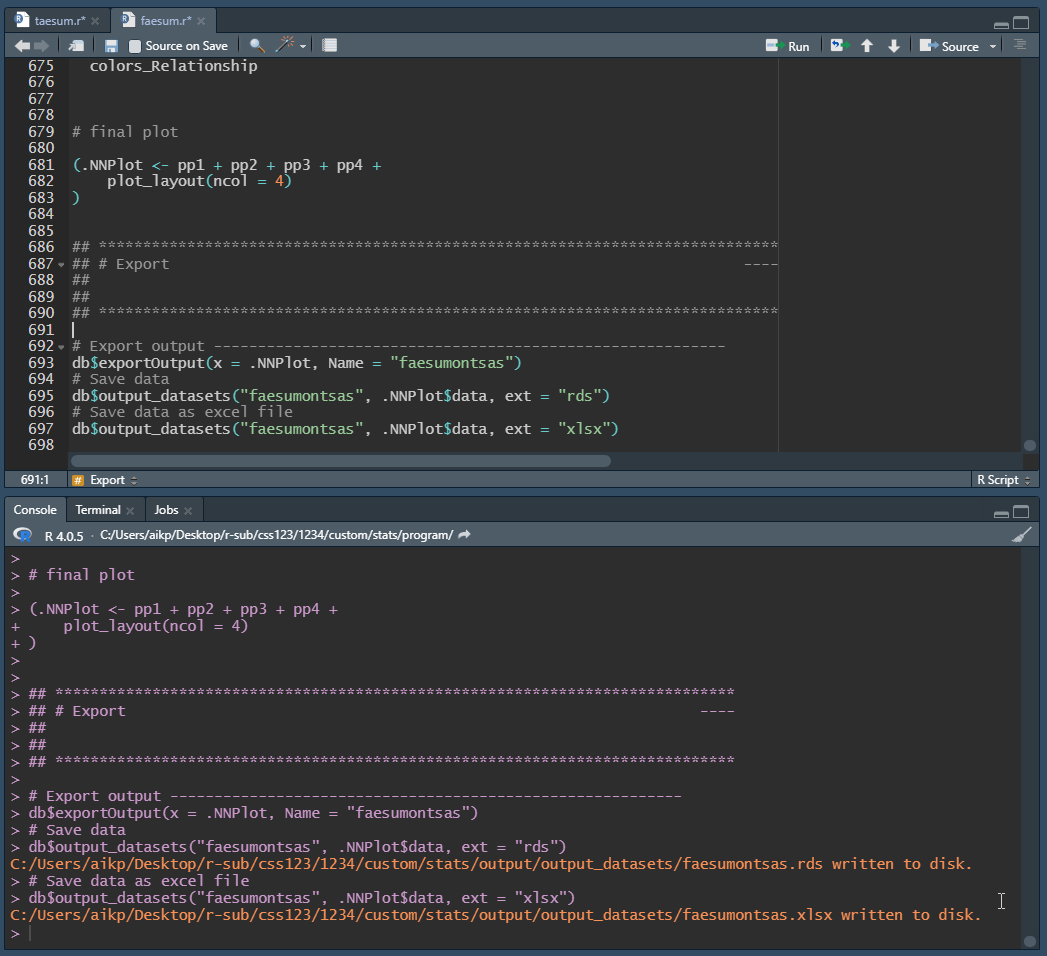 taesum.r* faesum.r*
Source on Save Run Source
675 colors_Relationship
676
677
678
679 # final plot
680
681 (.NNPlot <- pp1 + pp2 + pp3 + pp4 +
682 plot_layout(ncol = 4)
683 )
684
685
686 ## *****************************************************************************
687 ## # Export ----
688 ##
689 ##
690 ## *****************************************************************************
691
692 # Export output ----------------------------------------------------------
693 db$exportOutput(x = .NNPlot, Name = "faesumontsas")
694 # Save data
695 db$output_datasets("faesumontsas", .NNPlot$data, ext = "rds")
696 # Save data as excel file
697 db$output_datasets("faesumontsas", .NNPlot$data, ext = "xlsx")
698
691:1 # Export R Script
Console Terminal Jobs
R 4.0.5 · C:/Users/aikp/Desktop/r-sub/css123/1234/custom/stats/program/
>
> # final plot
>
> (.NNPlot <- pp1 + pp2 + pp3 + pp4 +
+ plot_layout(ncol = 4)
+ )
>
>
> ## *****************************************************************************
> ## # Export ----
> ##
> ##
> ## *****************************************************************************
>
> # Export output ----------------------------------------------------------
> db$exportOutput(x = .NNPlot, Name = "faesumontsas")
> # Save data
> db$output_datasets("faesumontsas", .NNPlot$data, ext = "rds")
C:/Users/aikp/Desktop/r-sub/css123/1234/custom/stats/output/output_datasets/faesumontsas.rds written to disk.
> # Save data as excel file
> db$output_datasets("faesumontsas", .NNPlot$data, ext = "xlsx")
C:/Users/aikp/Desktop/r-sub/css123/1234/custom/stats/output/output_datasets/faesumontsas.xlsx written to disk.
>